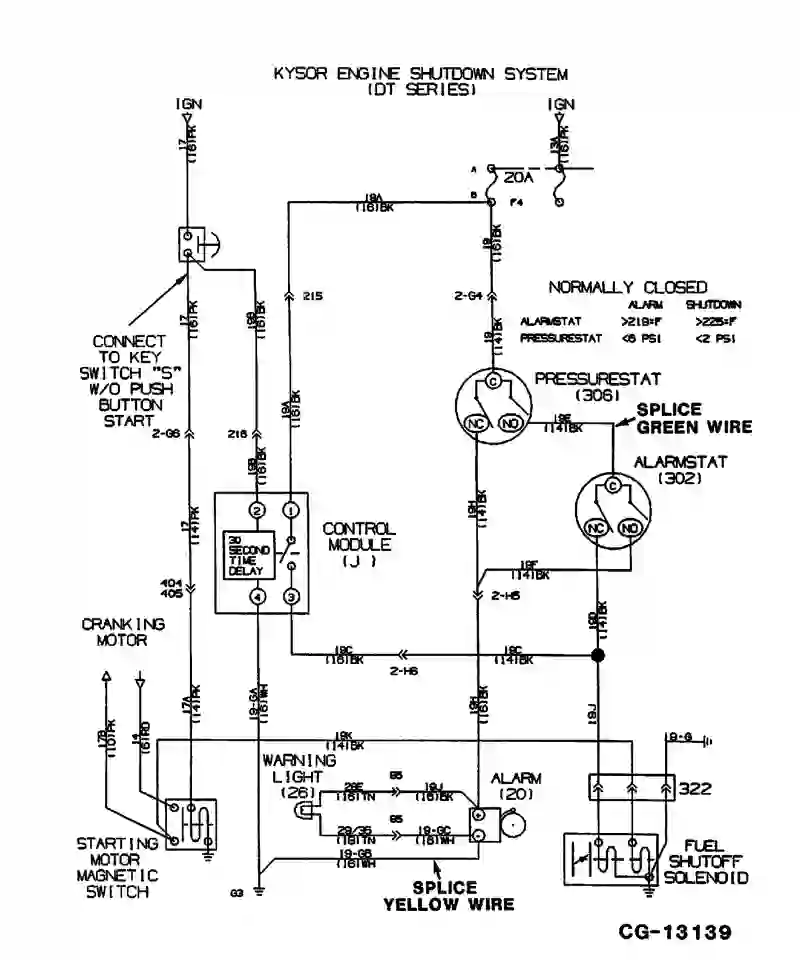 KYSOR ENGINE SHUTDOWN SYSTEM
(DT SERIES)
IGN
IGN
17
(16)PK
13A
(16)PK
A
20A
B
F4
19A
(16)BK
19
(16)BK
17
(16)PK
19B
(16)BK
215
2-G4
19
(14)BK
NORMALLY CLOSED
ALARM SHUTDOWN
ALARMSTAT >219°F >225°F
PRESSURESTAT <6 PSI <2 PSI
CONNECT
TO KEY
SWITCH "S"
W/O PUSH
BUTTON
START
PRESSURESTAT
(306)
C
NC
NO
19E
(14)BK
SPLICE
GREEN WIRE
19A
(16)BK
2-G6
216
19B
(16)BK
ALARMSTAT
(302)
C
NC
NO
17
(14)PK
2
1
30
SECOND
TIME
DELAY
4
3
CONTROL
MODULE
(J)
19H
(14)BK
19F
(14)BK
2-H5
404
405
19D
(14)BK
CRANKING
MOTOR
19C
(16)BK
19C
(14)BK
2-H6
17A
(14)PK
19-GA
(16)WH
19H
(16)BK
19J
17B
(10)PK
14
(6)RD
19K
(14)BK
19-G
WARNING
LIGHT
(26)
28E
(16)TN
95
19J
(16)BK
ALARM
(20)
322
29/35
(18)TN
95
19-GC
(16)WH
+
-
19-GB
(16)WH
STARTING
MOTOR
MAGNETIC
SWITCH
G3
SPLICE
YELLOW WIRE
FUEL
SHUTOFF
SOLENOID
CG-13139